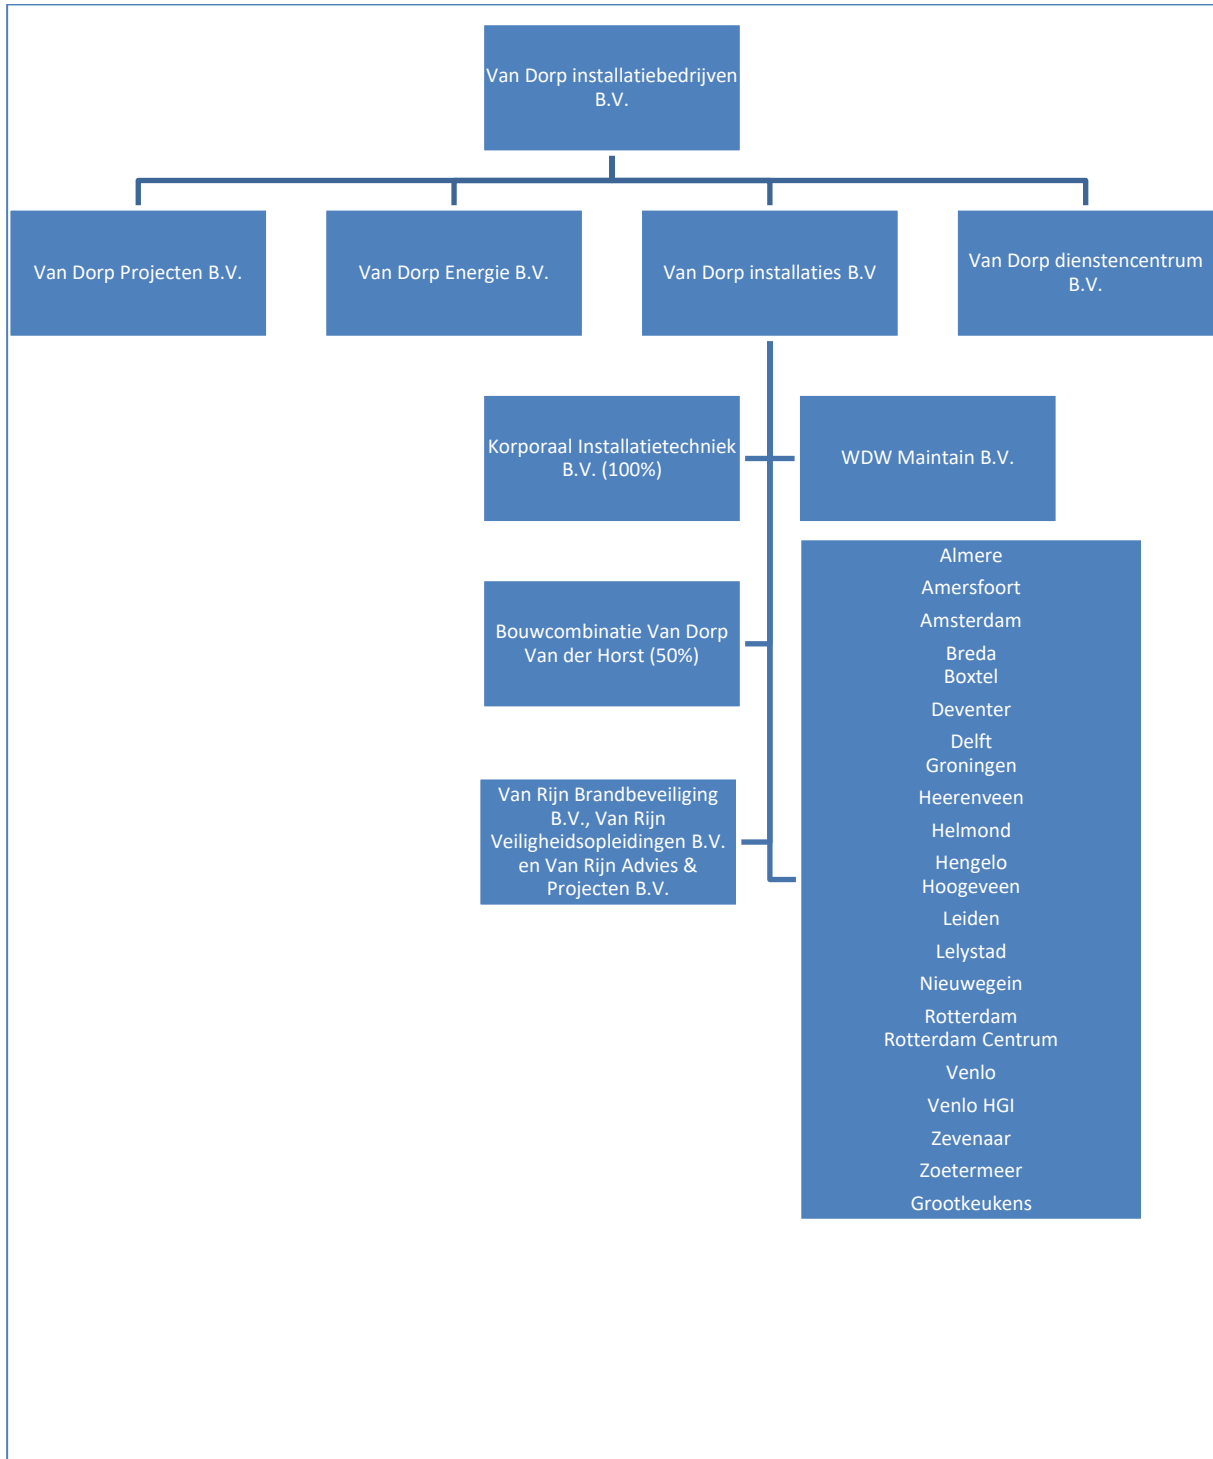 Van Dorp installatiebedrijven
B.V.
Van Dorp Projecten B.V.
Van Dorp Energie B.V.
Van Dorp installaties B.V
Van Dorp dienstencentrum
B.V.
Korporaal Installatietechniek
B.V. (100%)
WDW Maintain B.V.
Bouwcombinatie Van Dorp
Van der Horst (50%)
Van Rijn Brandbeveiliging
B.V., Van Rijn
Veiligheidsopleidingen B.V.
en Van Rijn Advies &
Projecten B.V.
Almere
Amersfoort
Amsterdam
Breda
Boxtel
Deventer
Delft
Groningen
Heerenveen
Helmond
Hengelo
Hoogeveen
Leiden
Lelystad
Nieuwegein
Rotterdam
Rotterdam Centrum
Venlo
Venlo HGI
Zevenaar
Zoetermeer
Grootkeukens